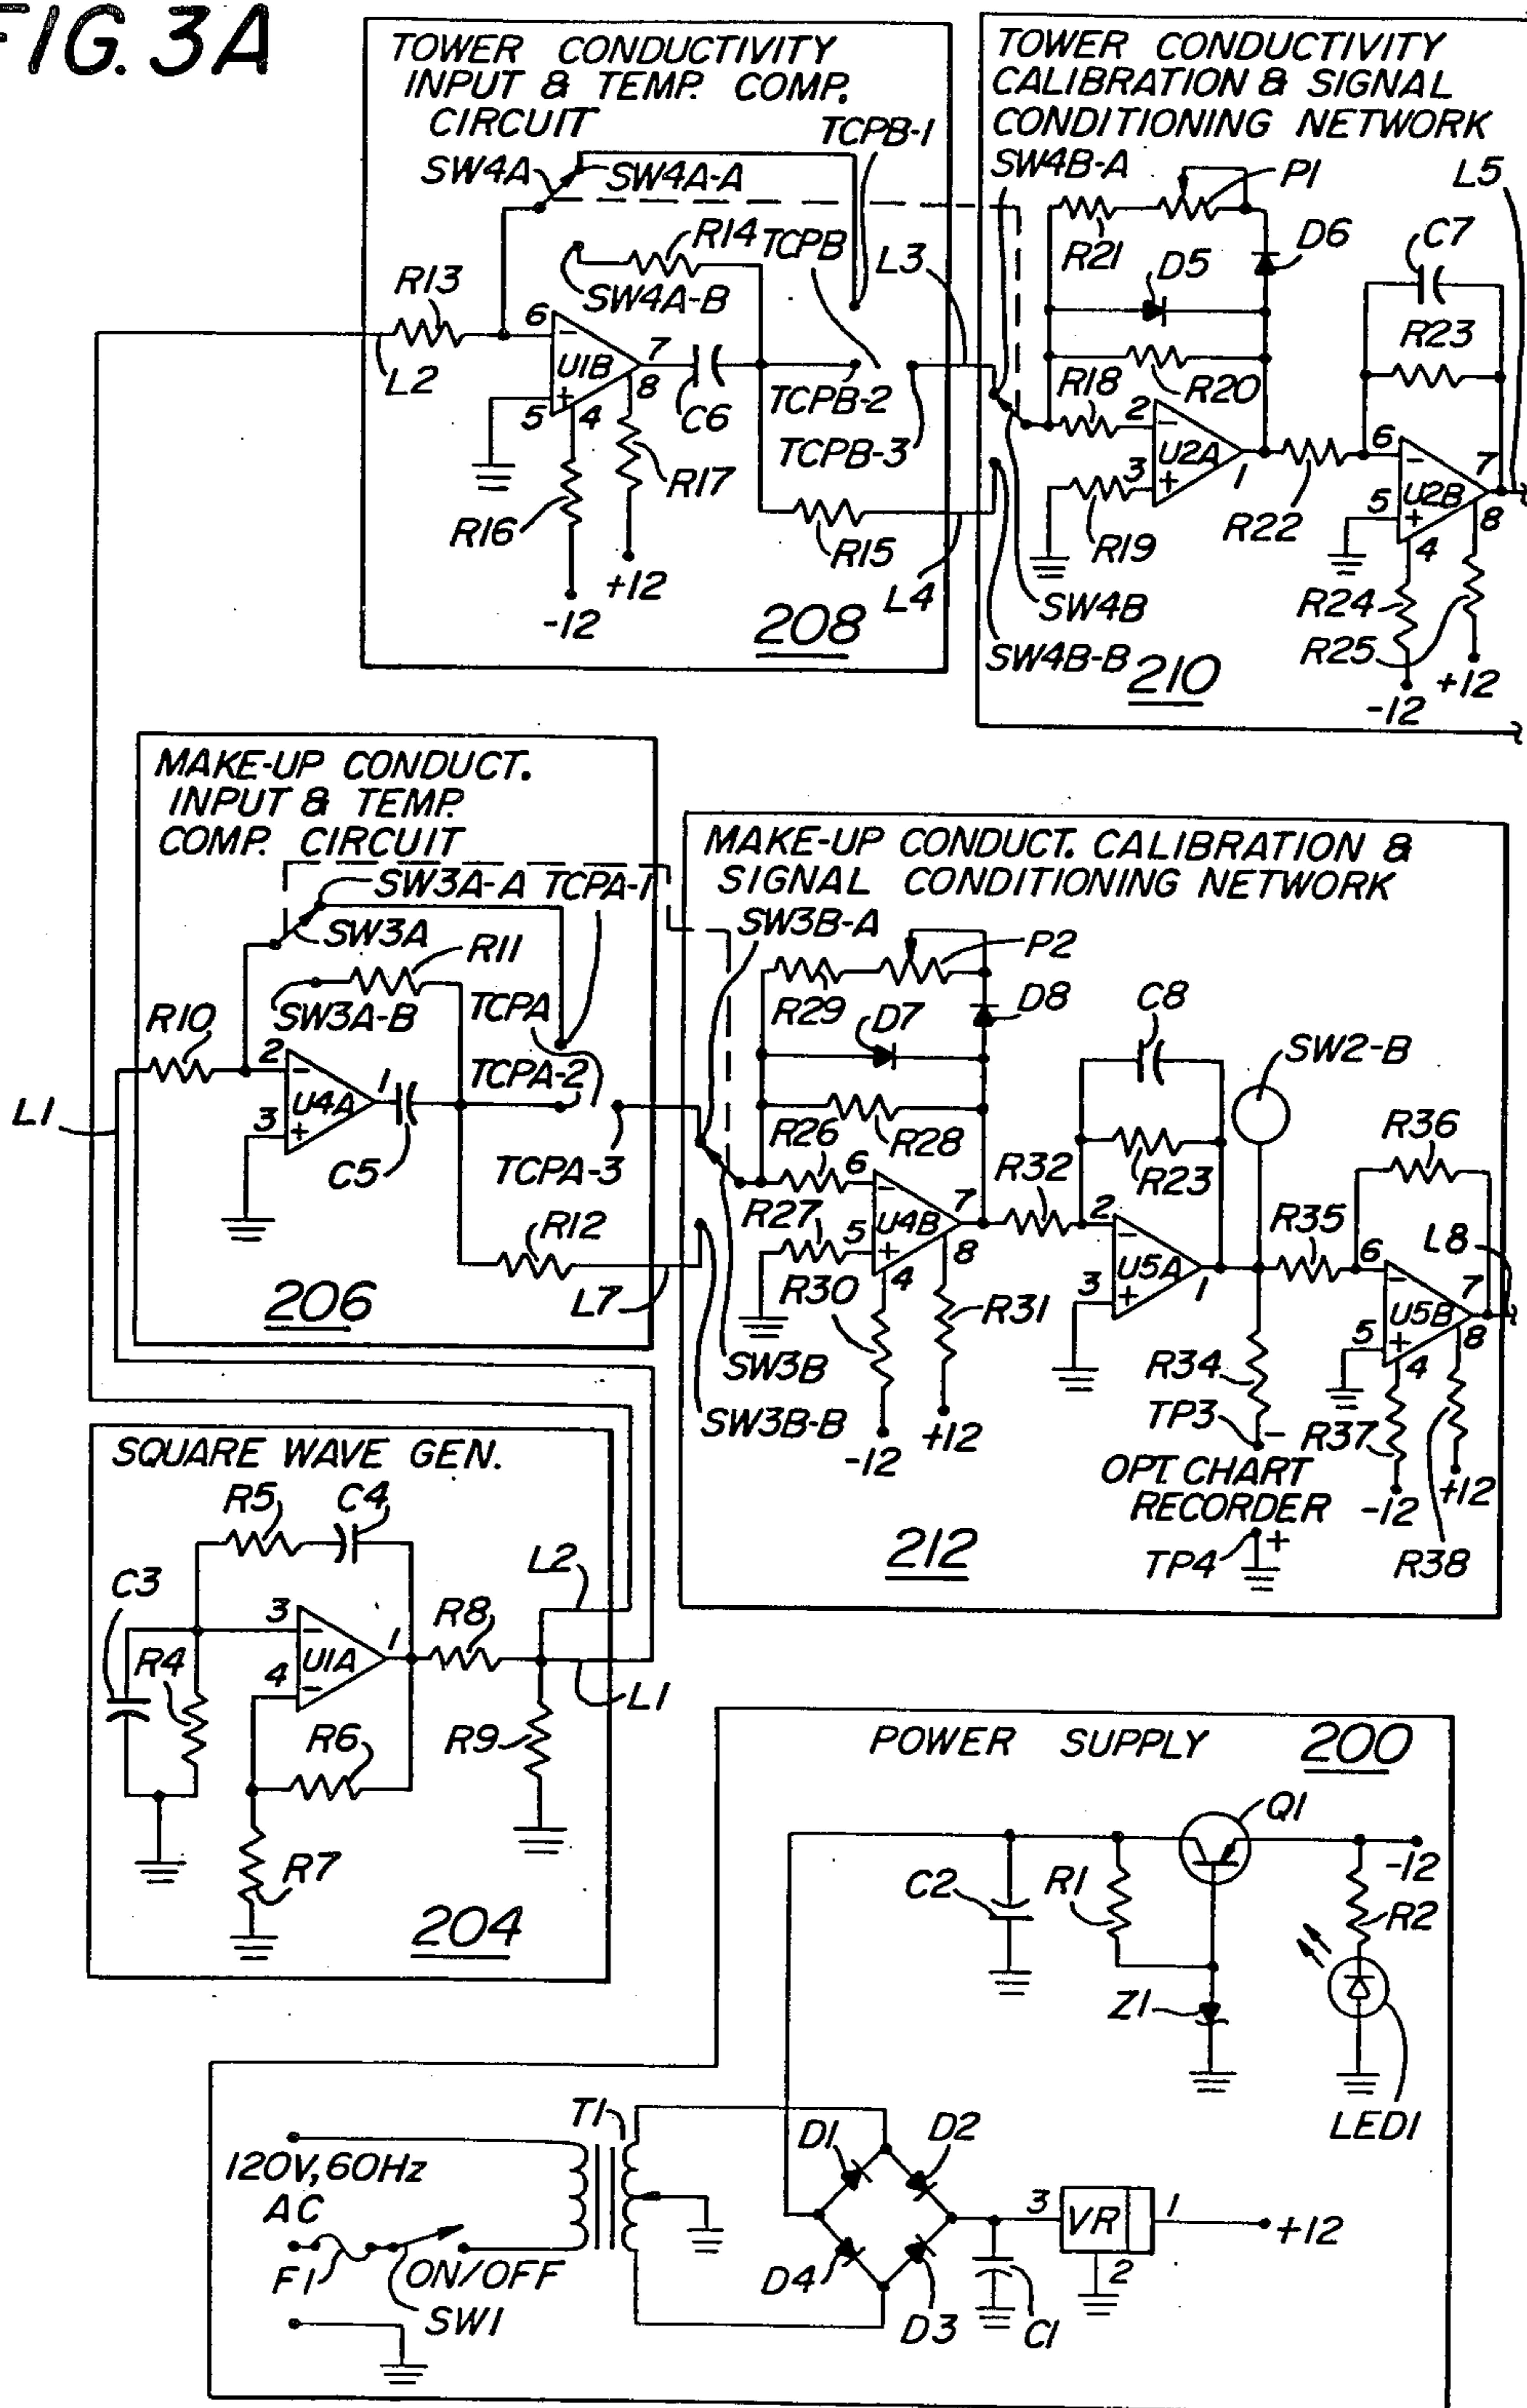 FIG. 3A
TOWER CONDUCTIVITY
INPUT & TEMP. COMP.
CIRCUIT
TCPB-1
SW4A
SW4A-A
R14
TCPB
L3
SW4A-B
R13
L2
6
-
U1B
7
8
+
5
4
C6
TCPB-2
TCPB-3
R17
R16
+12
-12
R15
L4
208
TOWER CONDUCTIVITY
CALIBRATION & SIGNAL
CONDITIONING NETWORK
SW4B-A
P1
L5
R21
D5
D6
C7
R23
R18
R20
2
-
U2A
3
+
1
R19
R22
6
-
U2B
7
5
+
8
4
SW4B
R24
SW4B-B
R25
210
-12
+12
MAKE-UP CONDUCT.
INPUT & TEMP.
COMP. CIRCUIT
SW3A-A
TCPA-1
SW3A
R11
SW3A-B
TCPA
R10
TCPA-2
2
-
U4A
1
3
+
L1
C5
TCPA-3
R12
L7
206
MAKE-UP CONDUCT. CALIBRATION &
SIGNAL CONDITIONING NETWORK
SW3B-A
P2
R29
D7
D8
C8
SW2-B
R26
R28
R36
6
-
U4B
7
R32
R23
R27
5
+
8
4
2
-
U5A
3
+
1
R35
6
-
U5B
7
L8
5
+
8
4
R30
R31
SW3B
R34
SW3B-B
-12
+12
TP3
-
R37
OPT. CHART
RECORDER
-12
+12
TP4
+
R38
212
SQUARE WAVE GEN.
R5
C4
L2
C3
3
-
U1A
1
R8
R4
4
-
L1
R6
R9
R7
204
POWER SUPPLY
200
Q1
-12
C2
R1
R2
Z1
LED1
T1
D1
D2
120V, 60Hz
AC
3
VR
1
+12
F1
ON/OFF
D4
2
SW1
D3
C1